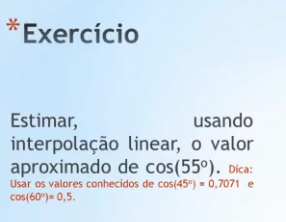 *Exercício
Estimar, usando
interpolação linear, o valor
aproximado de cos(55º). Dica:
Usar os valores conhecidos de cos(45º) = 0,7071 e
cos(60º)= 0,5.